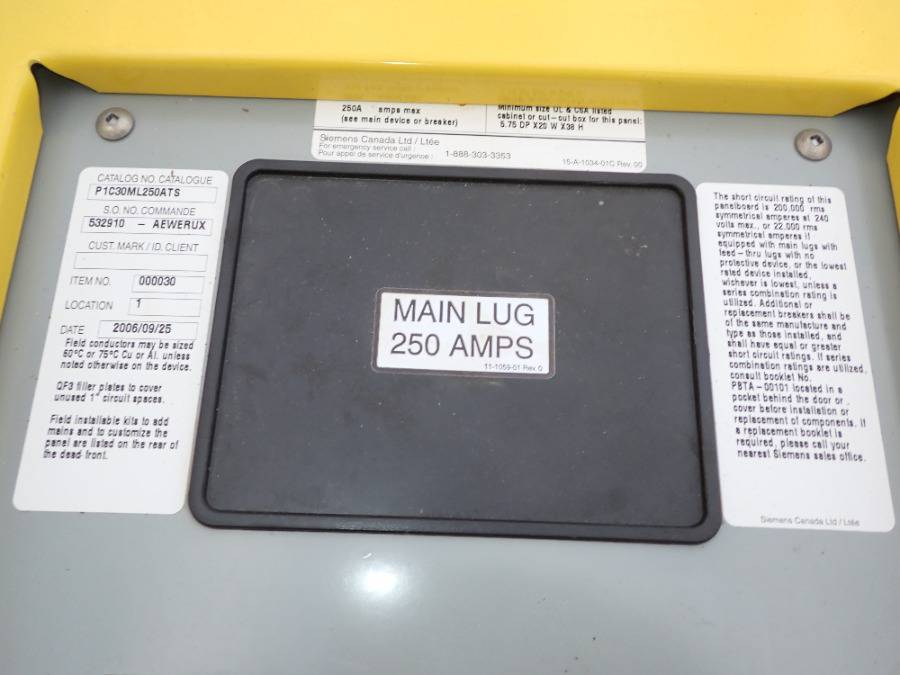 250A amps max
(see main device or breaker)
Minimum size UL & CSA listed
cabinet or cut-out box for this panel:
5.75 DP X20 W X38 H
Siemens Canada Ltd / Ltée
For emergency service call :
Pour appel de service d'urgence : 1-888-303-3353
15-A-1034-01C Rev. 00
CATALOG NO. CATALOGUE
P1C30ML250ATS
S.O. NO. COMMANDE
532910 - AEWERUX
CUST. MARK / ID. CLIENT
ITEM NO. 000030
LOCATION 1
DATE 2006/09/25
Field conductors may be sized
60°C or 75°C Cu or Al. unless
noted otherwise on the device.
QF3 filler plates to cover
unused 1" circuit spaces.
Field installable kits to add
mains and to customize the
panel are listed on the rear of
the dead front.
MAIN LUG
250 AMPS
11-1059-01 Rev. 0
The short circuit rating of this
panelboard is 200,000 rms
symmetrical amperes at 240
volts max., or 22,000 rms
symmetrical amperes if
equipped with main lugs with
feed-thru lugs with no
protective device, or the lowest
rated device installed,
wichever is lowest, unless a
series combination rating is
utilized. Additional or
replacement breakers shall be
of the same manufacture and
type as those installed, and
shall have equal or greater
short circuit ratings. If series
combination ratings are utilized,
consult booklet No.
PBTA-00101 located in a
pocket behind the door or
cover before installation or
replacement of components. If
a replacement booklet is
required, please call your
nearest Siemens sales office.
Siemens Canada Ltd / Ltée